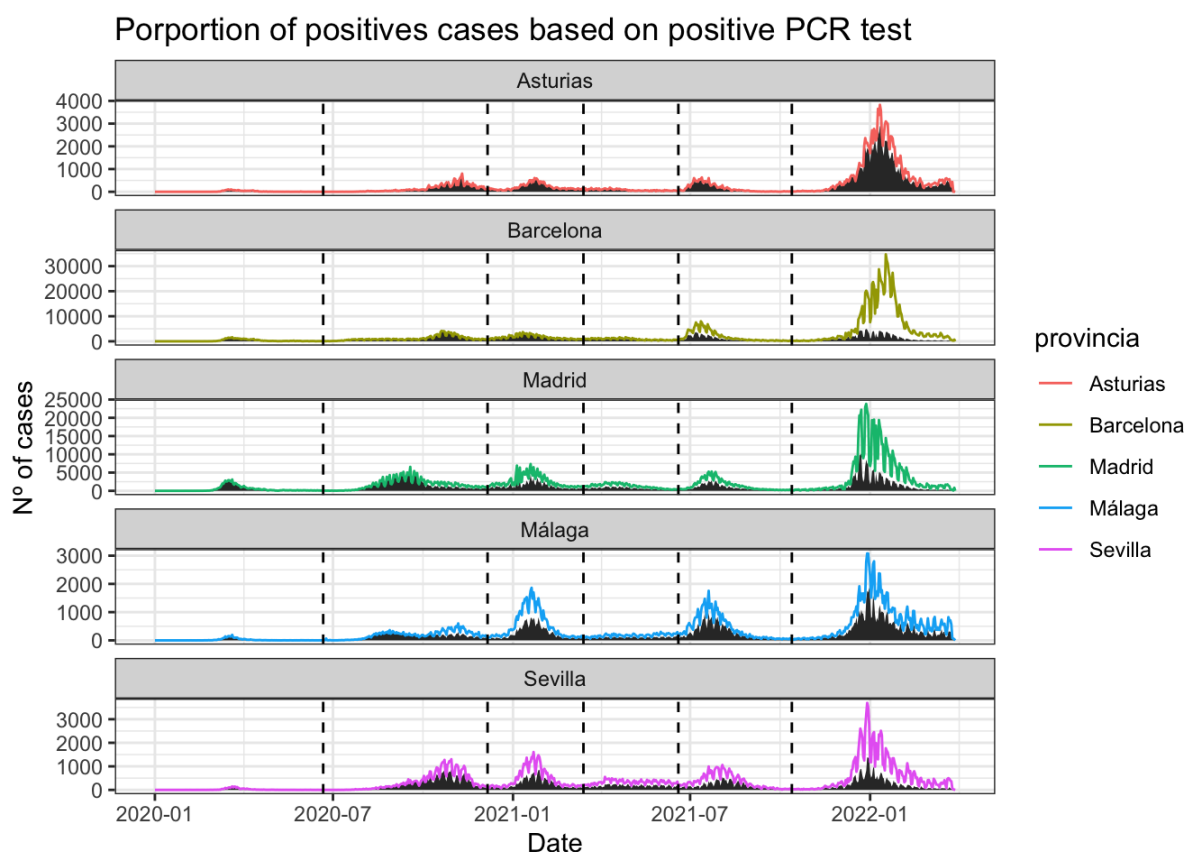 Porportion of positives cases based on positive PCR test
Asturias
4000
3000
2000
1000
0
Barcelona
30000
20000
10000
0
Madrid
25000
20000
15000
10000
5000
0
Málaga
3000
2000
1000
0
Sevilla
3000
2000
1000
0
2020-01 2020-07 2021-01 2021-07 2022-01
Date
Nº of cases
provincia
Asturias
Barcelona
Madrid
Málaga
Sevilla